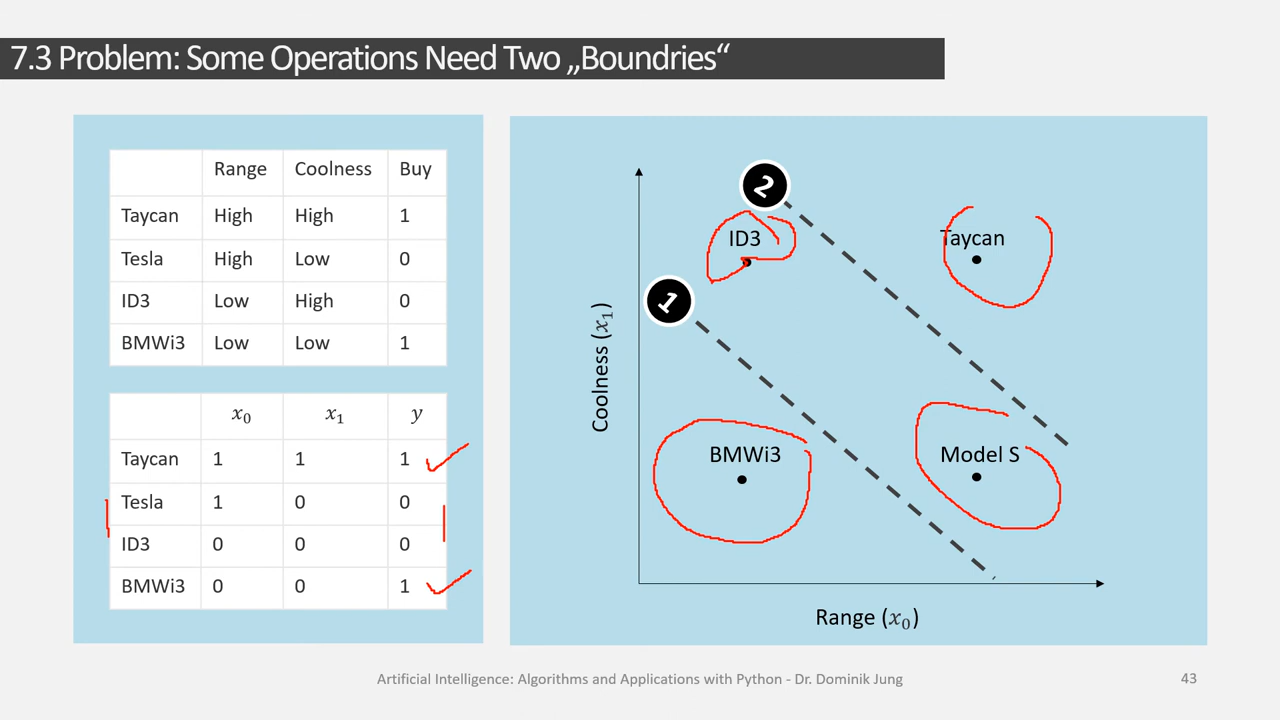 7.3 Problem: Some Operations Need Two „Boundries“
Range Coolness Buy
Taycan High High 1
Tesla High Low 0
ID3 Low High 0
BMWi3 Low Low 1
x₀ x₁ y
Taycan 1 1 1
Tesla 1 0 0
ID3 0 0 0
BMWi3 0 0 1
2
ID3
Taycan
1
Coolness (x₁)
BMWi3
Model S
Range (x₀)
Artificial Intelligence: Algorithms and Applications with Python - Dr. Dominik Jung
43